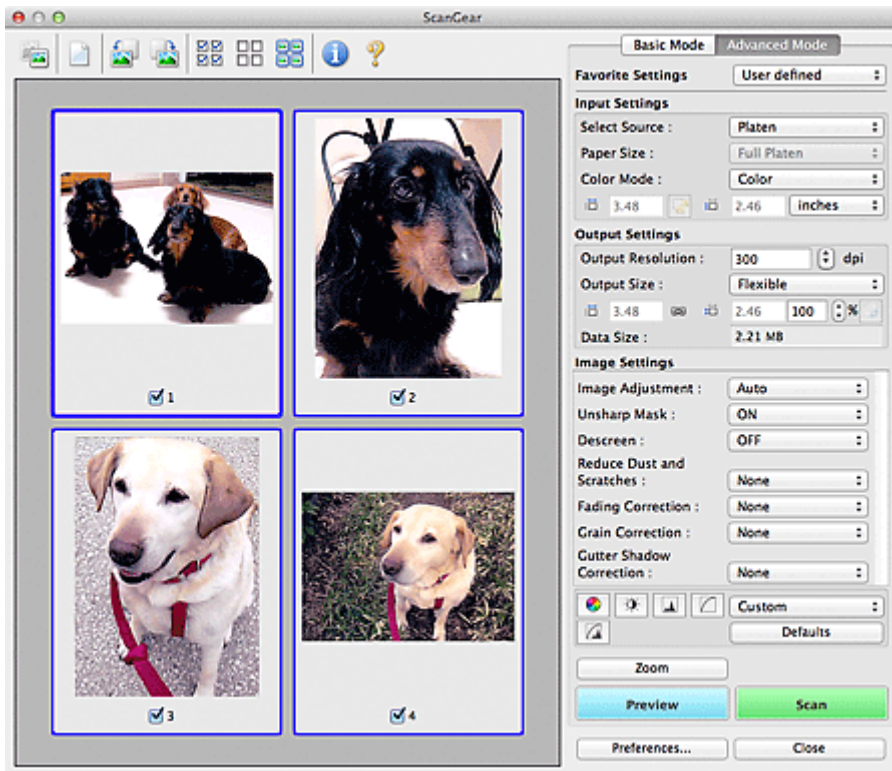 ScanGear
Basic Mode Advanced Mode
Favorite Settings User defined
Input Settings
Select Source : Platen
Paper Size : Full Platen
Color Mode : Color
3.48 2.46 inches
Output Settings
Output Resolution : 300 dpi
Output Size : Flexible
3.48 2.46 100 %
Data Size : 2.21 MB
Image Settings
Image Adjustment : Auto
Unsharp Mask : ON
Descreen : OFF
Reduce Dust and
Scratches : None
Fading Correction : None
Grain Correction : None
Gutter Shadow
Correction : None
Custom
Defaults
Zoom
Preview Scan
Preferences... Close
1
2
3
4